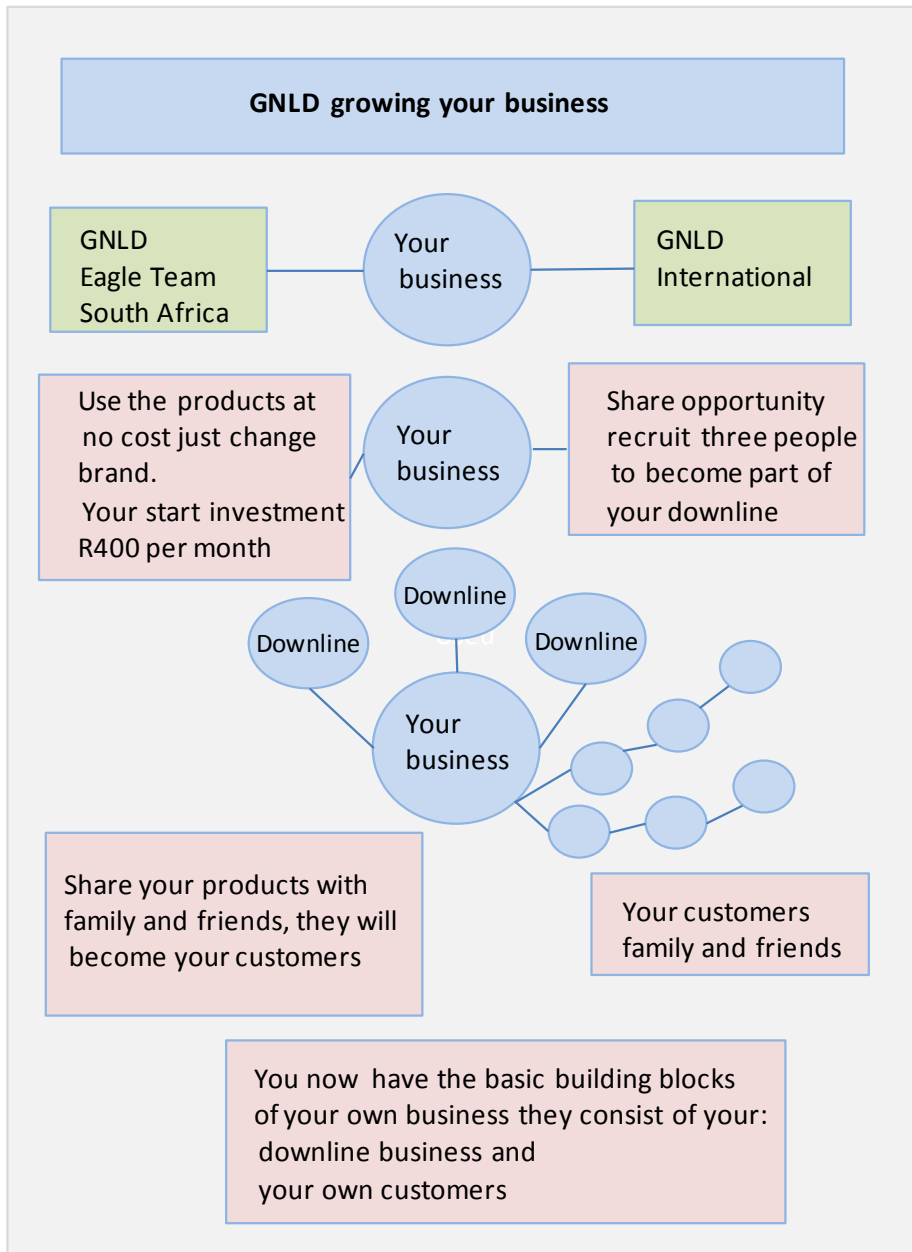 GNLD growing your business
GNLD
Eagle Team
South Africa
Your
business
GNLD
International
Use the products at
no cost just change
brand.
Your start investment
R400 per month
Your
business
Share opportunity
recruit three people
to become part of
your downline
Downline
Downline
Downline
Your
business
Share your products with
family and friends, they will
become your customers
Your customers
family and friends
You now have the basic building blocks
of your own business they consist of your:
downline business and
your own customers